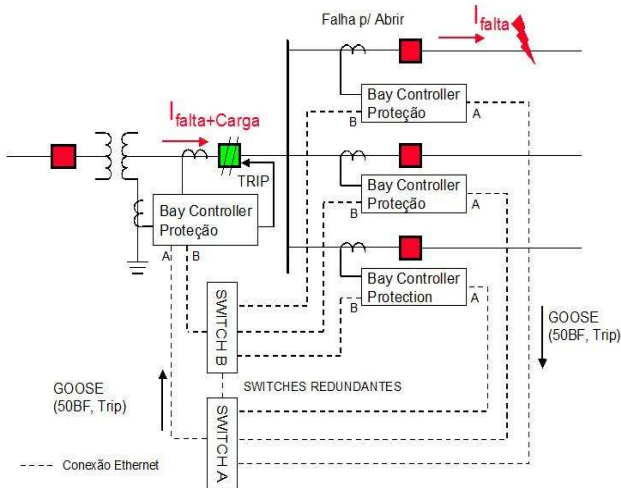 Falha p/ Abrir
Ifalta
Bay Controller
Proteção
B
A
Ifalta+Carga
TRIP
Bay Controller
Proteção
A
B
Bay Controller
Proteção
B
A
Bay Controller
Protection
B
A
SWITCH B
GOOSE
(50BF, Trip)
GOOSE
(50BF, Trip)
SWITCHES REDUNDANTES
SWITCH A
Conexão Ethernet